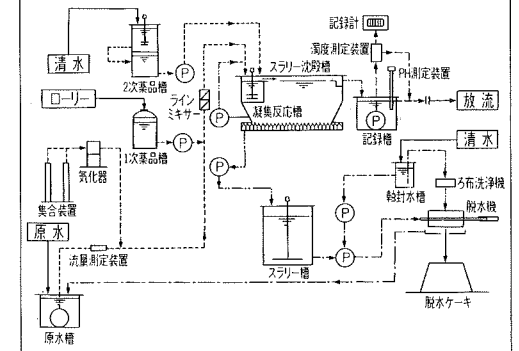 記録計
清水
濁度測定装置
P
スラリー沈殿槽
2次薬品槽
PH測定装置
ローリー
ライン
ミキサー
P
凝集反応槽
P
放流
記録槽
1次薬品槽
P
清水
気化器
P
軸封水槽
ろ布洗浄機
集合装置
P
脱水機
原水
流量測定装置
スラリー槽
P
脱水ケーキ
原水槽